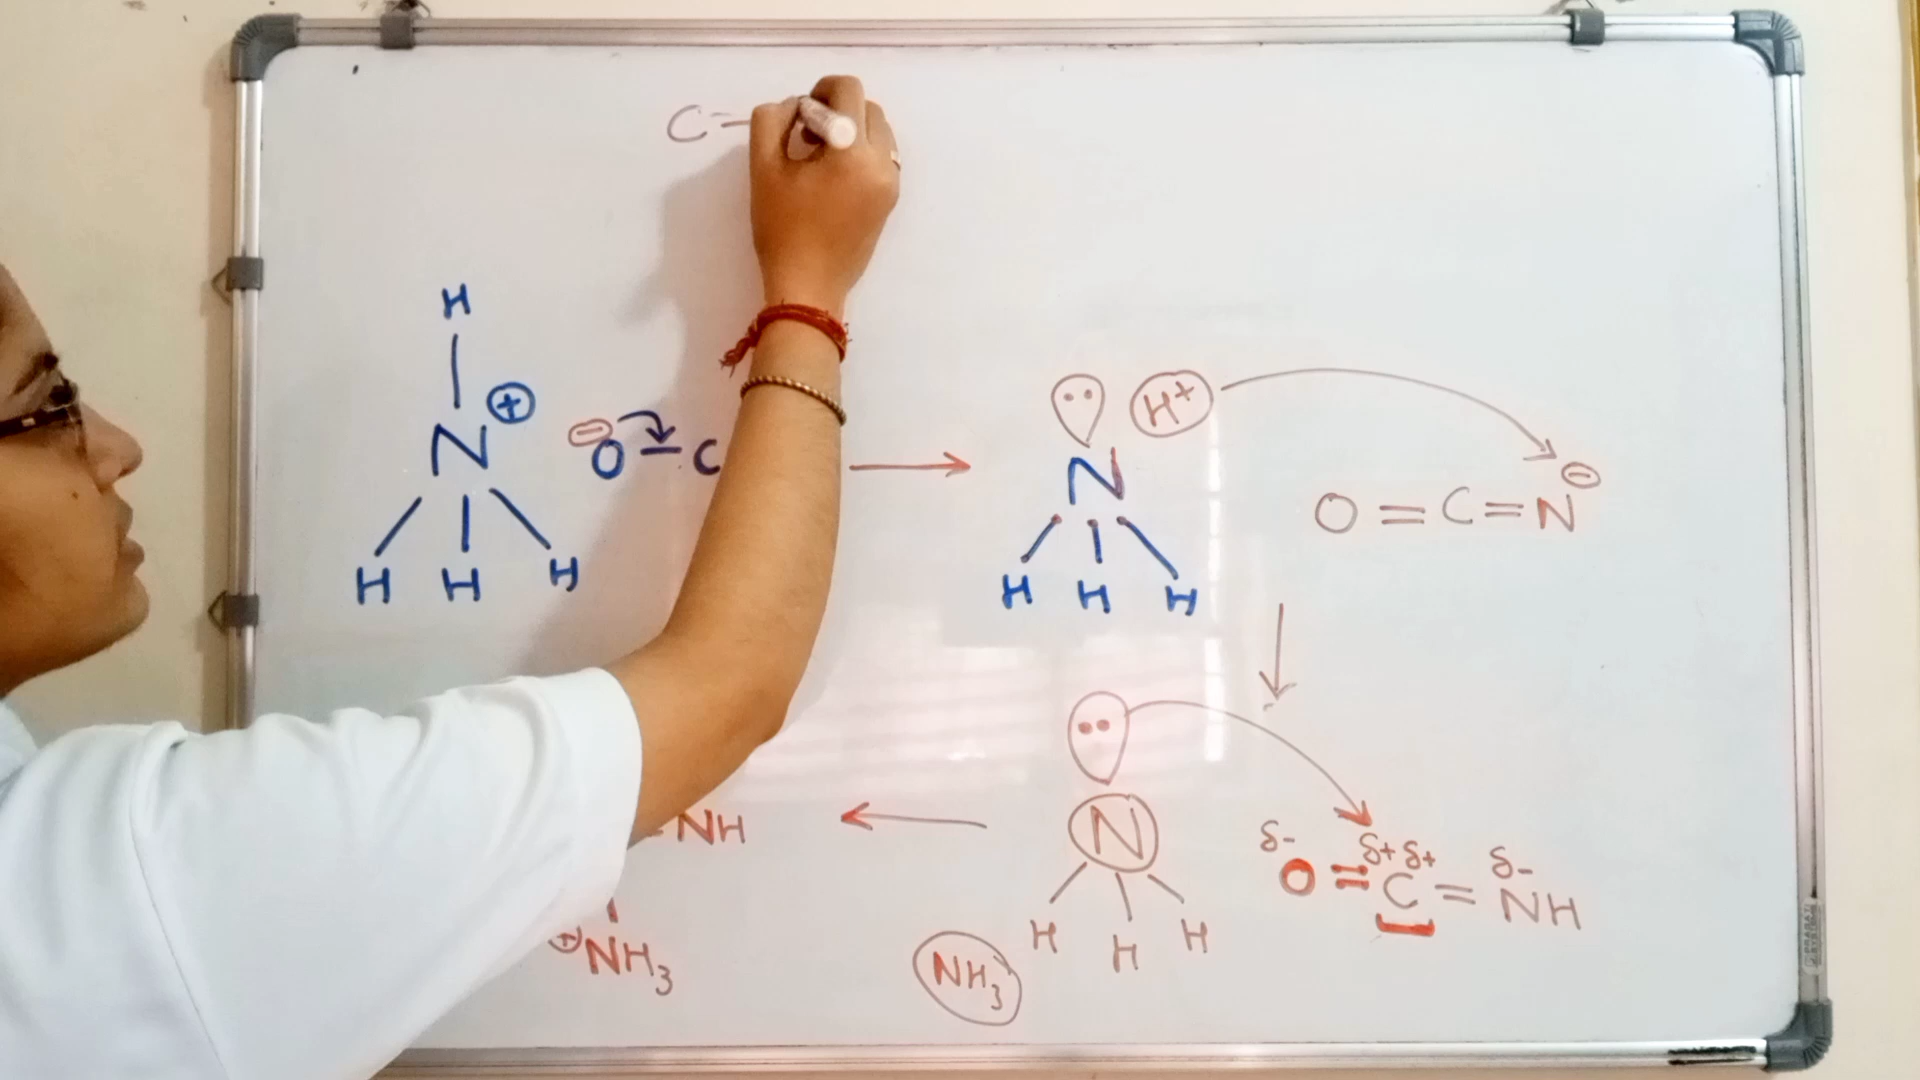 C=
H
N⊕
⊖O–C
H H H
H⁺
N
H H H
O=C=N⊖
δ- δ+ δ+ δ-
O=C=NH
N
H H H
NH₃
NH
⊕NH₃